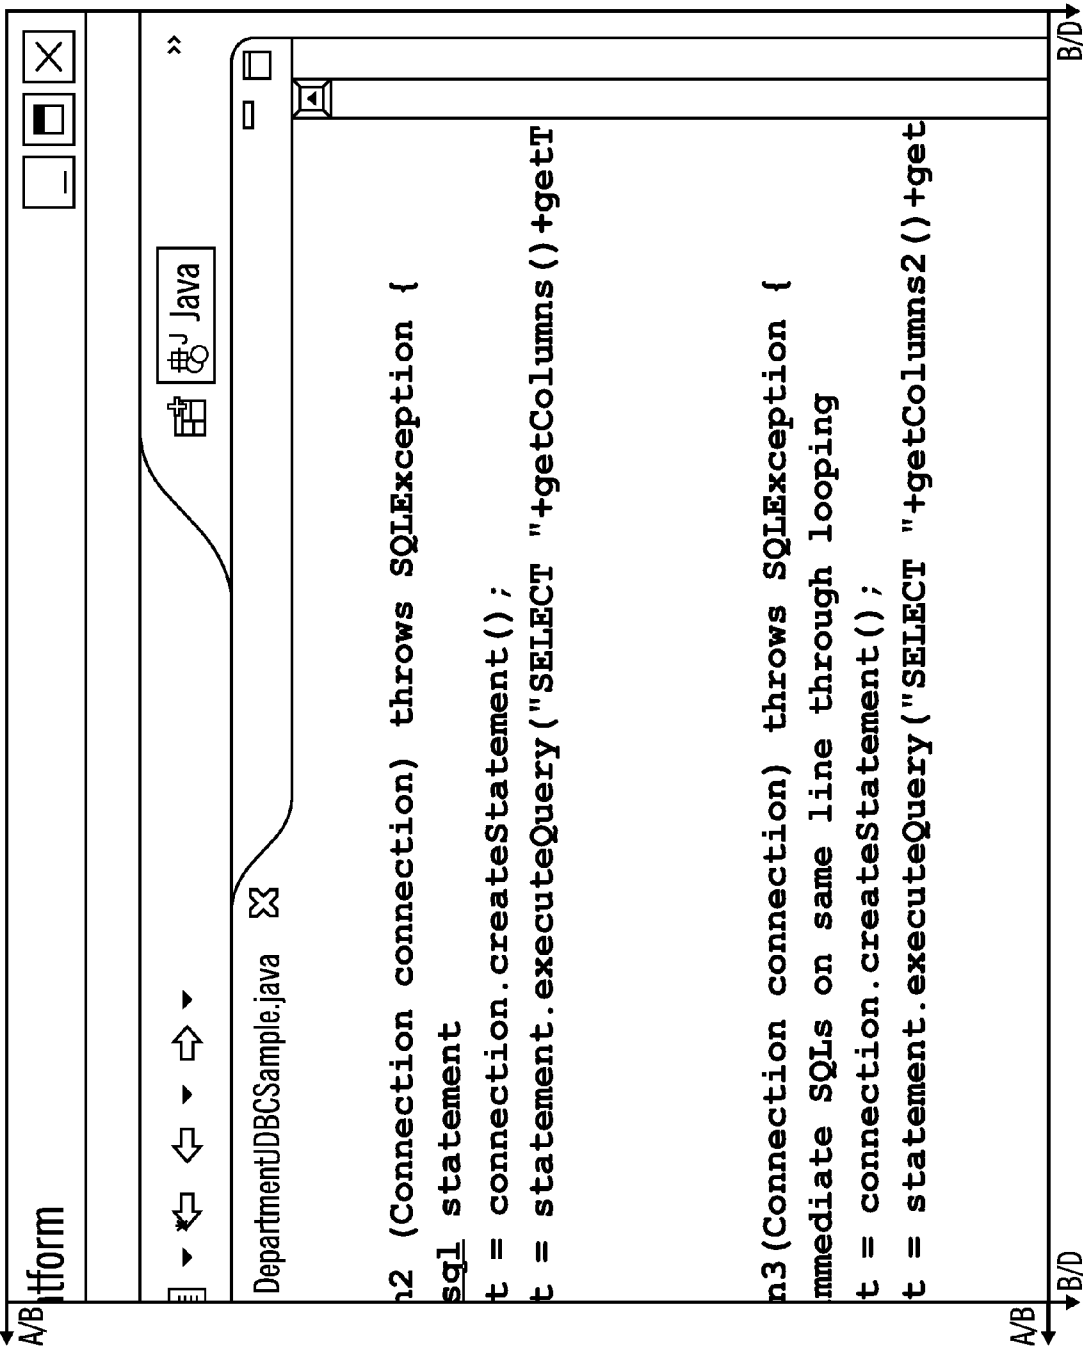 A/B
tform
_
»
Java
DepartmentJDBCSample.java
n2 (Connection connection) throws SQLException {
sql statement
t = connection.createStatement();
t = statement.executeQuery("SELECT "+getColumns()+getT
n3(Connection connection) throws SQLException {
mmediate SQLs on same line through looping
t = connection.createStatement();
t = statement.executeQuery("SELECT "+getColumns2()+get
A/B
B/D
B/D